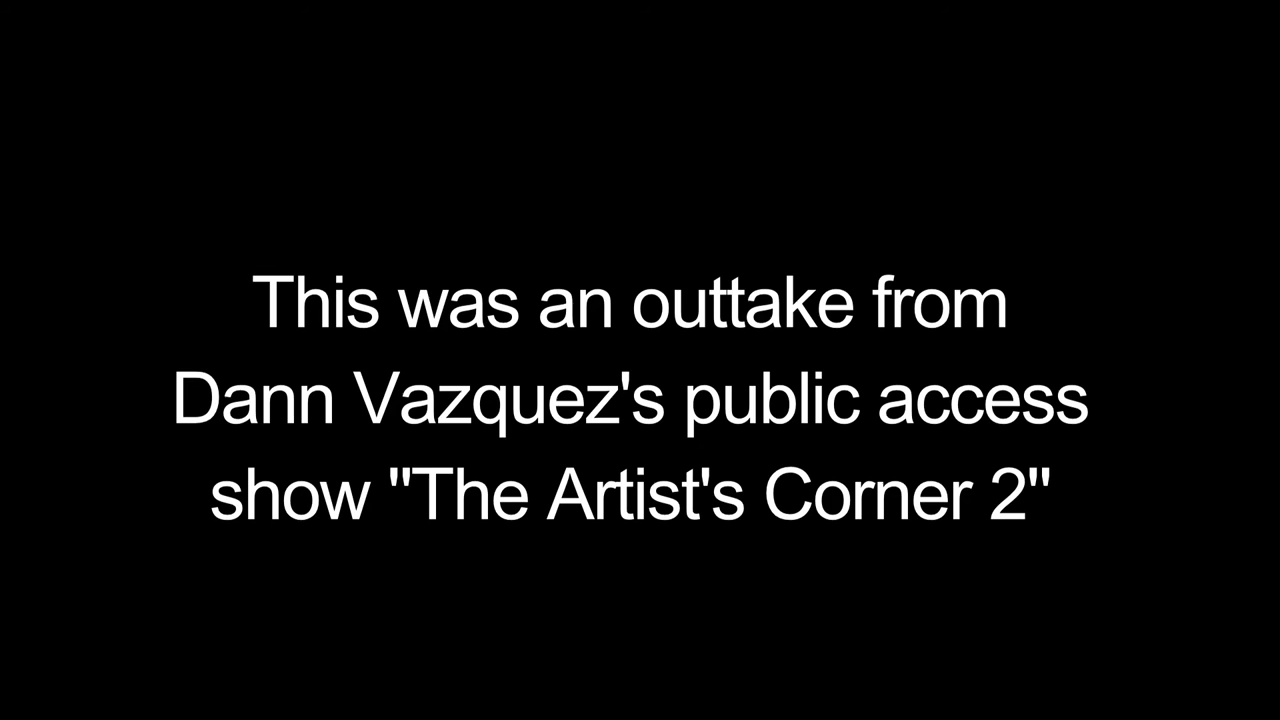 This was an outtake from
Dann Vazquez's public access
show "The Artist's Corner 2"